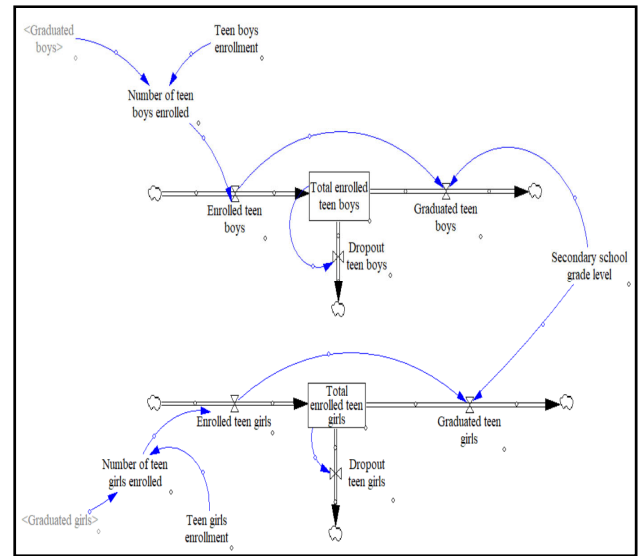 <Graduated
boys>
Teen boys
enrollment
Number of teen
boys enrolled
Total enrolled
teen boys
Enrolled teen
boys
Graduated teen
boys
Dropout
teen boys
Secondary school
grade level
Total
enrolled teen
girls
Enrolled teen girls
Graduated teen
girls
Number of teen
girls enrolled
Dropout
teen girls
<Graduated girls>
Teen girls
enrollment